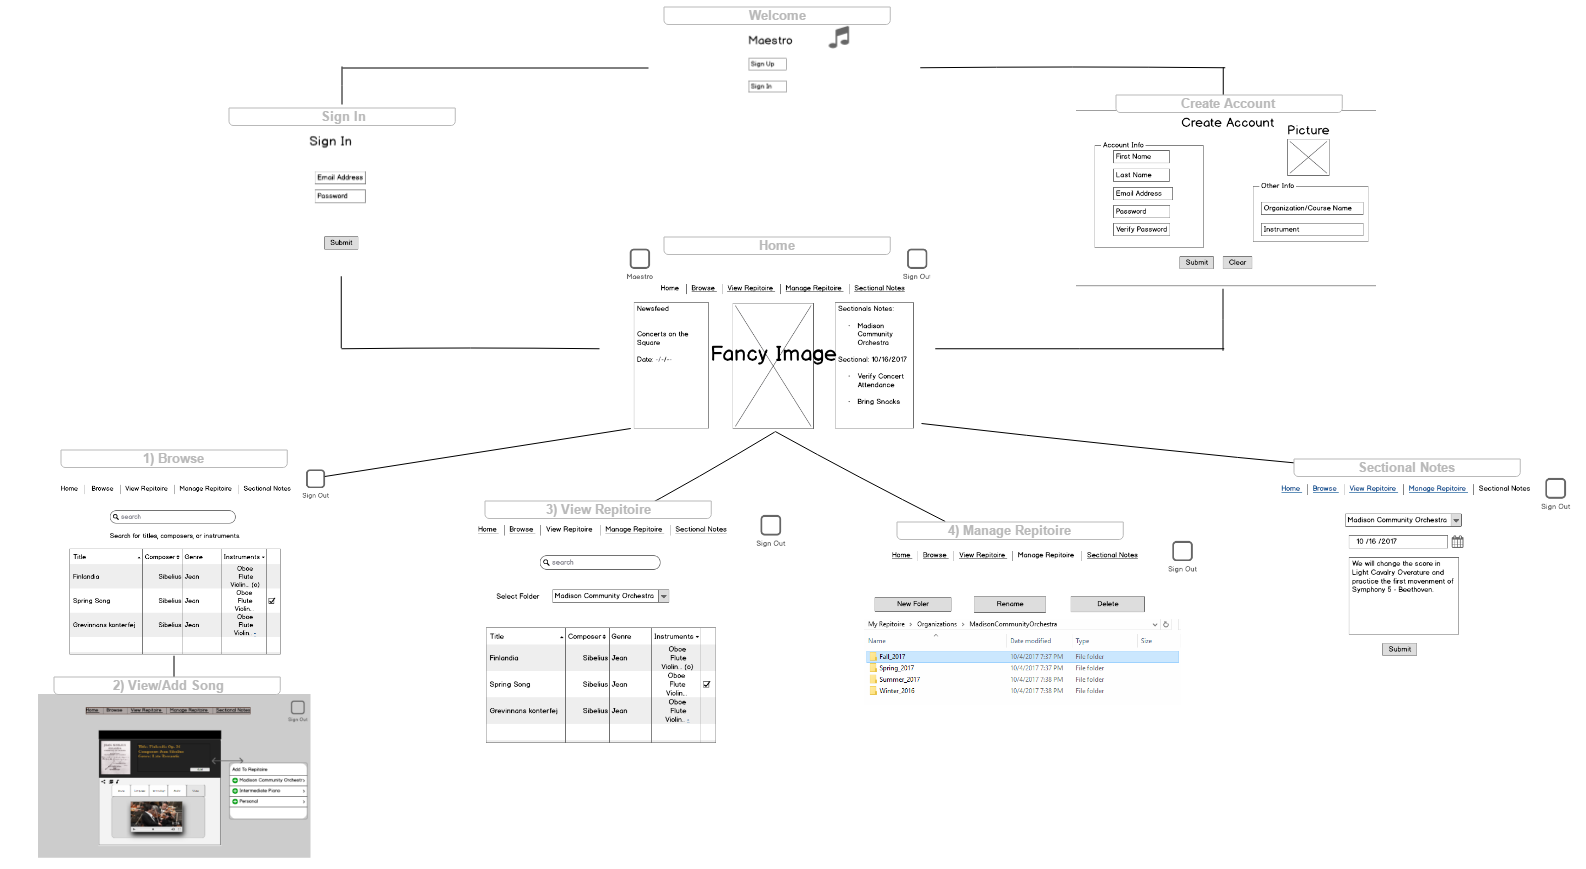 Welcome
Maestro
Sign Up
Sign In
Sign In
Sign In
Email Address
Password
Submit
Create Account
Create Account
Picture
Account Info
First Name
Last Name
Email Address
Password
Verify Password
Other Info
Organization/Course Name
Instrument
Submit Clear
Home
Maestro
Sign Out
Home Browse View Repitoire Manage Repitoire Sectional Notes
Newsfeed
Concerts on the
Square
Date: -/-/--
Fancy Image
Sectionals Notes:
- Madison
Community
Orchestra
Sectional: 10/16/2017
- Verify Concert
Attendance
- Bring Snacks
1) Browse
Home Browse View Repitoire Manage Repitoire Sectional Notes
Sign Out
search
Search for titles, composers, or instruments.
Title Composer Genre Instruments
Finlandia Sibelius Jean Oboe
Flute
Violin.. (o)
Spring Song Sibelius Jean Oboe
Flute
Violin..
Grevinnans konterfej Sibelius Jean Oboe
Flute
Violin..
2) View/Add Song
Home Browse View Repitoire Manage Repitoire Sectional Notes
Sign Out
Add To Repitoire
Madison Community Orchestra
Intermediate Piano
Personal
3) View Repitoire
Home Browse View Repitoire Manage Repitoire Sectional Notes
Sign Out
search
Select Folder Madison Community Orchestra
Title Composer Genre Instruments
Finlandia Sibelius Jean Oboe
Flute
Violin.. (o)
Spring Song Sibelius Jean Oboe
Flute
Violin..
Grevinnans konterfej Sibelius Jean Oboe
Flute
Violin..
4) Manage Repitoire
Home Browse View Repitoire Manage Repitoire Sectional Notes
Sign Out
New Foler Rename Delete
My Repitoire > Organizations > MadisonCommunityOrchestra
Name Date modified Type Size
Fall_2017 10/4/2017 7:37 PM File folder
Spring_2017 10/4/2017 7:37 PM File folder
Summer_2017 10/4/2017 7:38 PM File folder
Winter_2016 10/4/2017 7:38 PM File folder
Sectional Notes
Home Browse View Repitoire Manage Repitoire Sectional Notes
Sign Out
Madison Community Orchestra
10 /16 /2017
We will change the score in
Light Cavalry Overature and
practice the first movenment of
Symphony 5 - Beethoven.
Submit